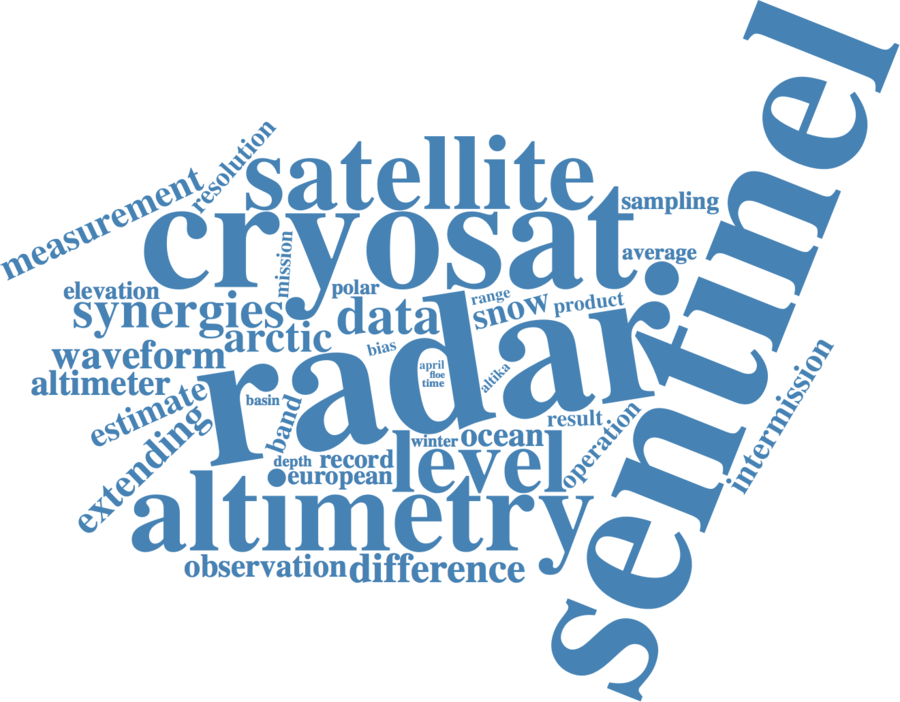 sentinel
resolution
satellite
measurement
cryosat
sampling
mission
average
elevation
polar
range
synergies
data
snow
product
arctic
radar
waveform
bias
april
floe
time
altika
altimeter
basin
estimate
band
result
intermission
extending
winter
ocean
operation
depth
record
level
european
altimetry
observation
difference